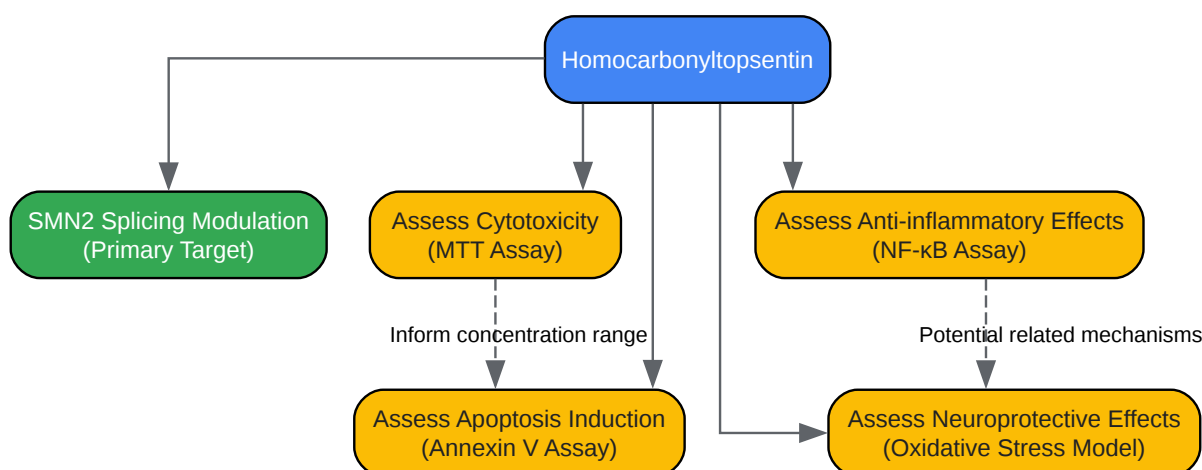 Homocarbonyltopsentin
SMN2 Splicing Modulation
(Primary Target)
Assess Cytotoxicity
(MTT Assay)
Assess Anti-inflammatory Effects
(NF-κB Assay)
Inform concentration range
Potential related mechanisms
Assess Apoptosis Induction
(Annexin V Assay)
Assess Neuroprotective Effects
(Oxidative Stress Model)